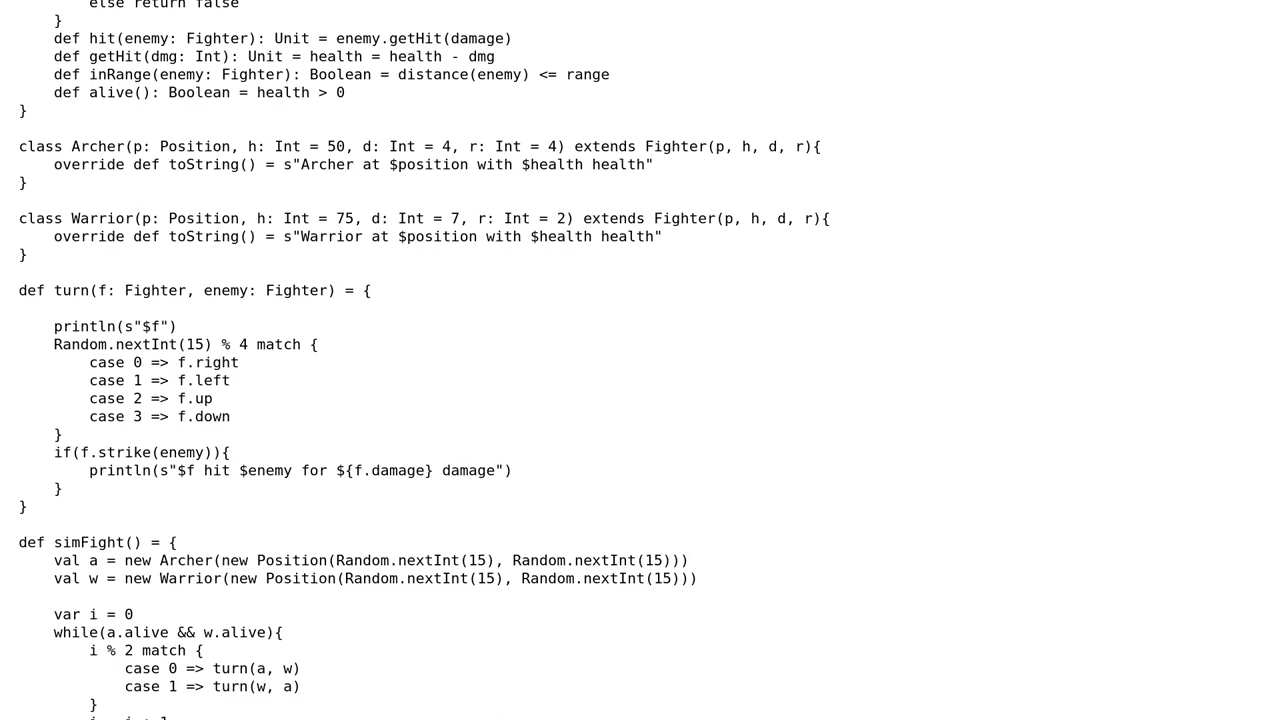 else return false
    }
    def hit(enemy: Fighter): Unit = enemy.getHit(damage)
    def getHit(dmg: Int): Unit = health = health - dmg
    def inRange(enemy: Fighter): Boolean = distance(enemy) <= range
    def alive(): Boolean = health > 0
}

class Archer(p: Position, h: Int = 50, d: Int = 4, r: Int = 4) extends Fighter(p, h, d, r){
    override def toString() = s"Archer at $position with $health health"
}

class Warrior(p: Position, h: Int = 75, d: Int = 7, r: Int = 2) extends Fighter(p, h, d, r){
    override def toString() = s"Warrior at $position with $health health"
}

def turn(f: Fighter, enemy: Fighter) = {

    println(s"$f")
    Random.nextInt(15) % 4 match {
        case 0 => f.right
        case 1 => f.left
        case 2 => f.up
        case 3 => f.down
    }
    if(f.strike(enemy)){
        println(s"$f hit $enemy for ${f.damage} damage")
    }
}

def simFight() = {
    val a = new Archer(new Position(Random.nextInt(15), Random.nextInt(15)))
    val w = new Warrior(new Position(Random.nextInt(15), Random.nextInt(15)))

    var i = 0
    while(a.alive && w.alive){
        i % 2 match {
            case 0 => turn(a, w)
            case 1 => turn(w, a)
        }